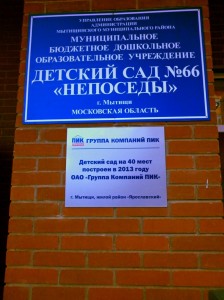 УПРАВЛЕНИЕ ОБРАЗОВАНИЯ
АДМИНИСТРАЦИИ
МЫТИЩИНСКОГО МУНИЦИПАЛЬНОГО РАЙОНА
МУНИЦИПАЛЬНОЕ
БЮДЖЕТНОЕ ДОШКОЛЬНОЕ
ОБРАЗОВАТЕЛЬНОЕ УЧРЕЖДЕНИЕ
ДЕТСКИЙ САД №66
«НЕПОСЕДЫ»
г. Мытищи
МОСКОВСКАЯ ОБЛАСТЬ
ПИК ГРУППА КОМПАНИЙ ПИК
Детский сад на 40 мест
построен в 2013 году
ОАО «Группа Компаний ПИК»
г. Мытищи, жилой район «Ярославский»